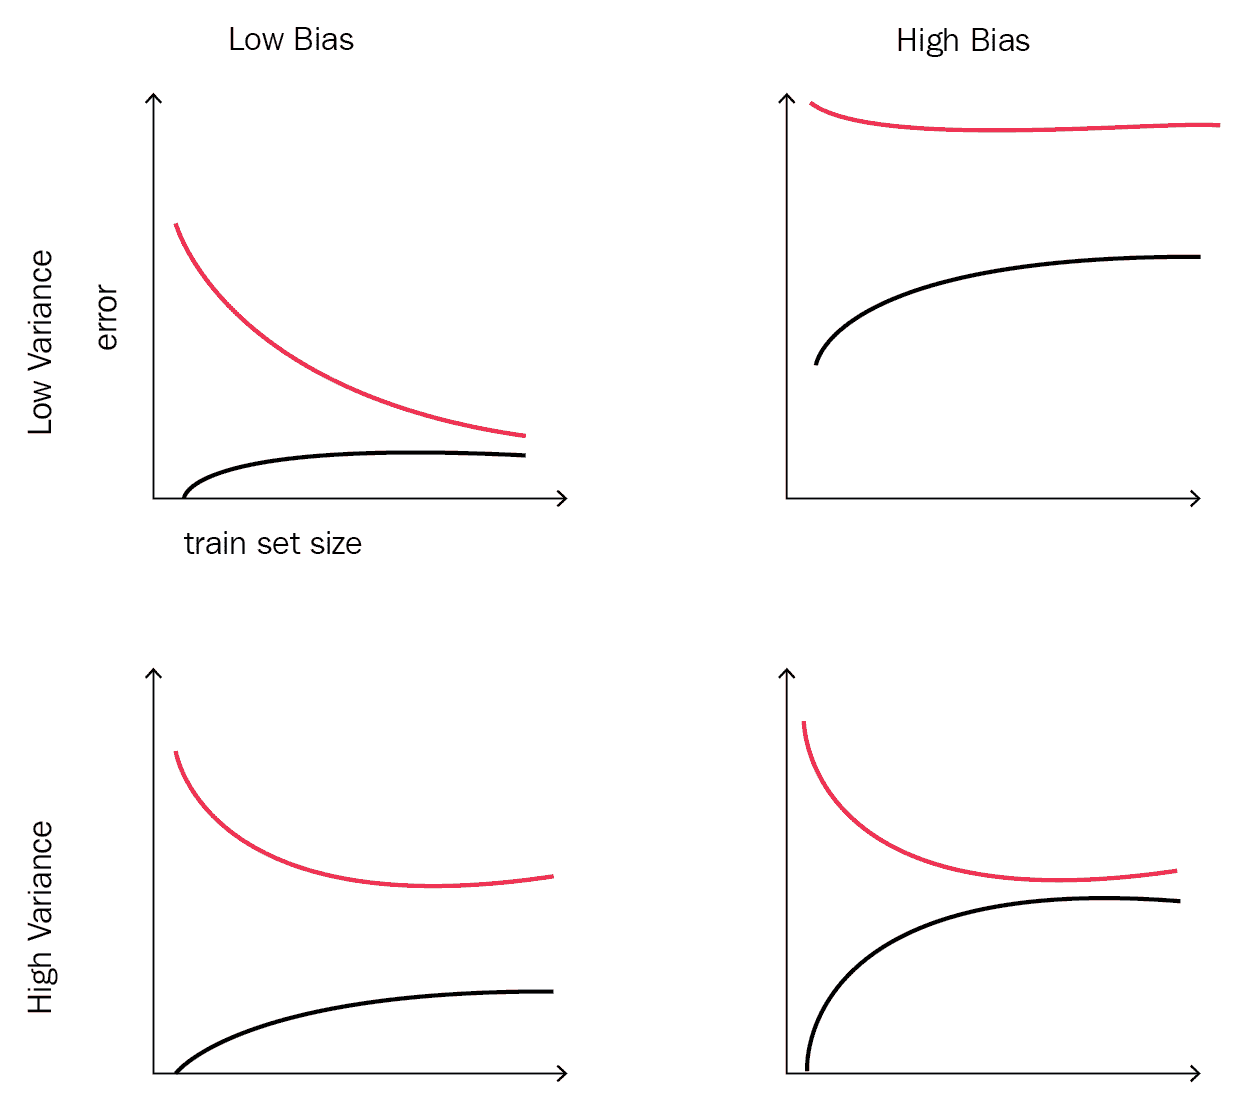 Low Bias
High Bias
Low Variance
error
train set size
High Variance